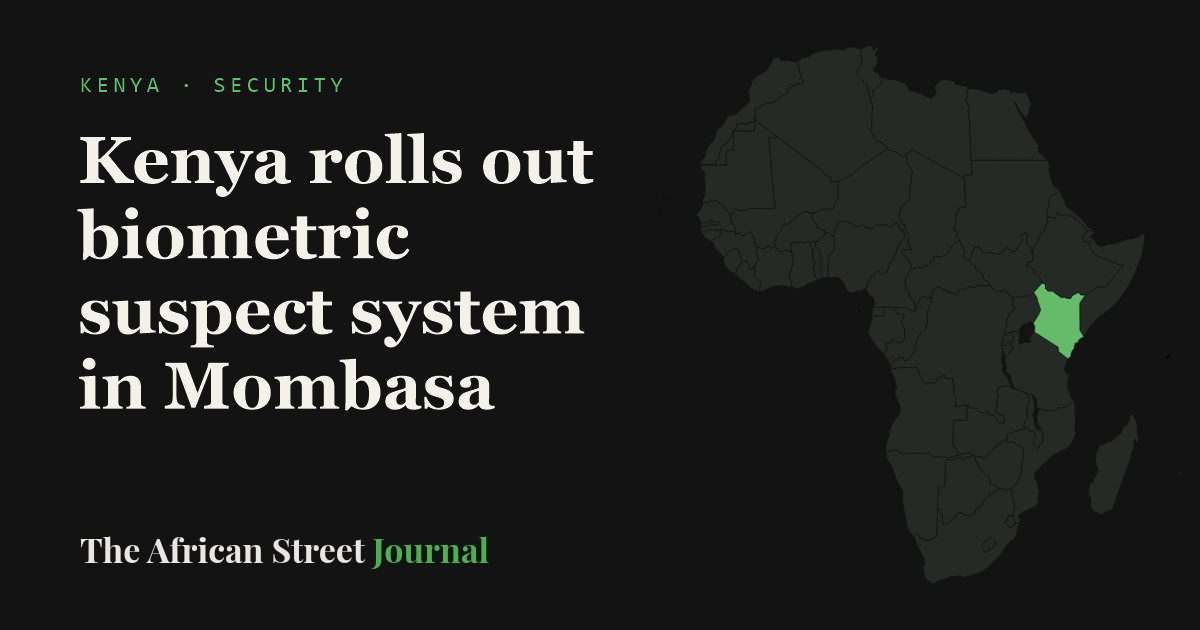 KENYA · SECURITY
Kenya rolls out
biometric
suspect system
in Mombasa
The African Street Journal